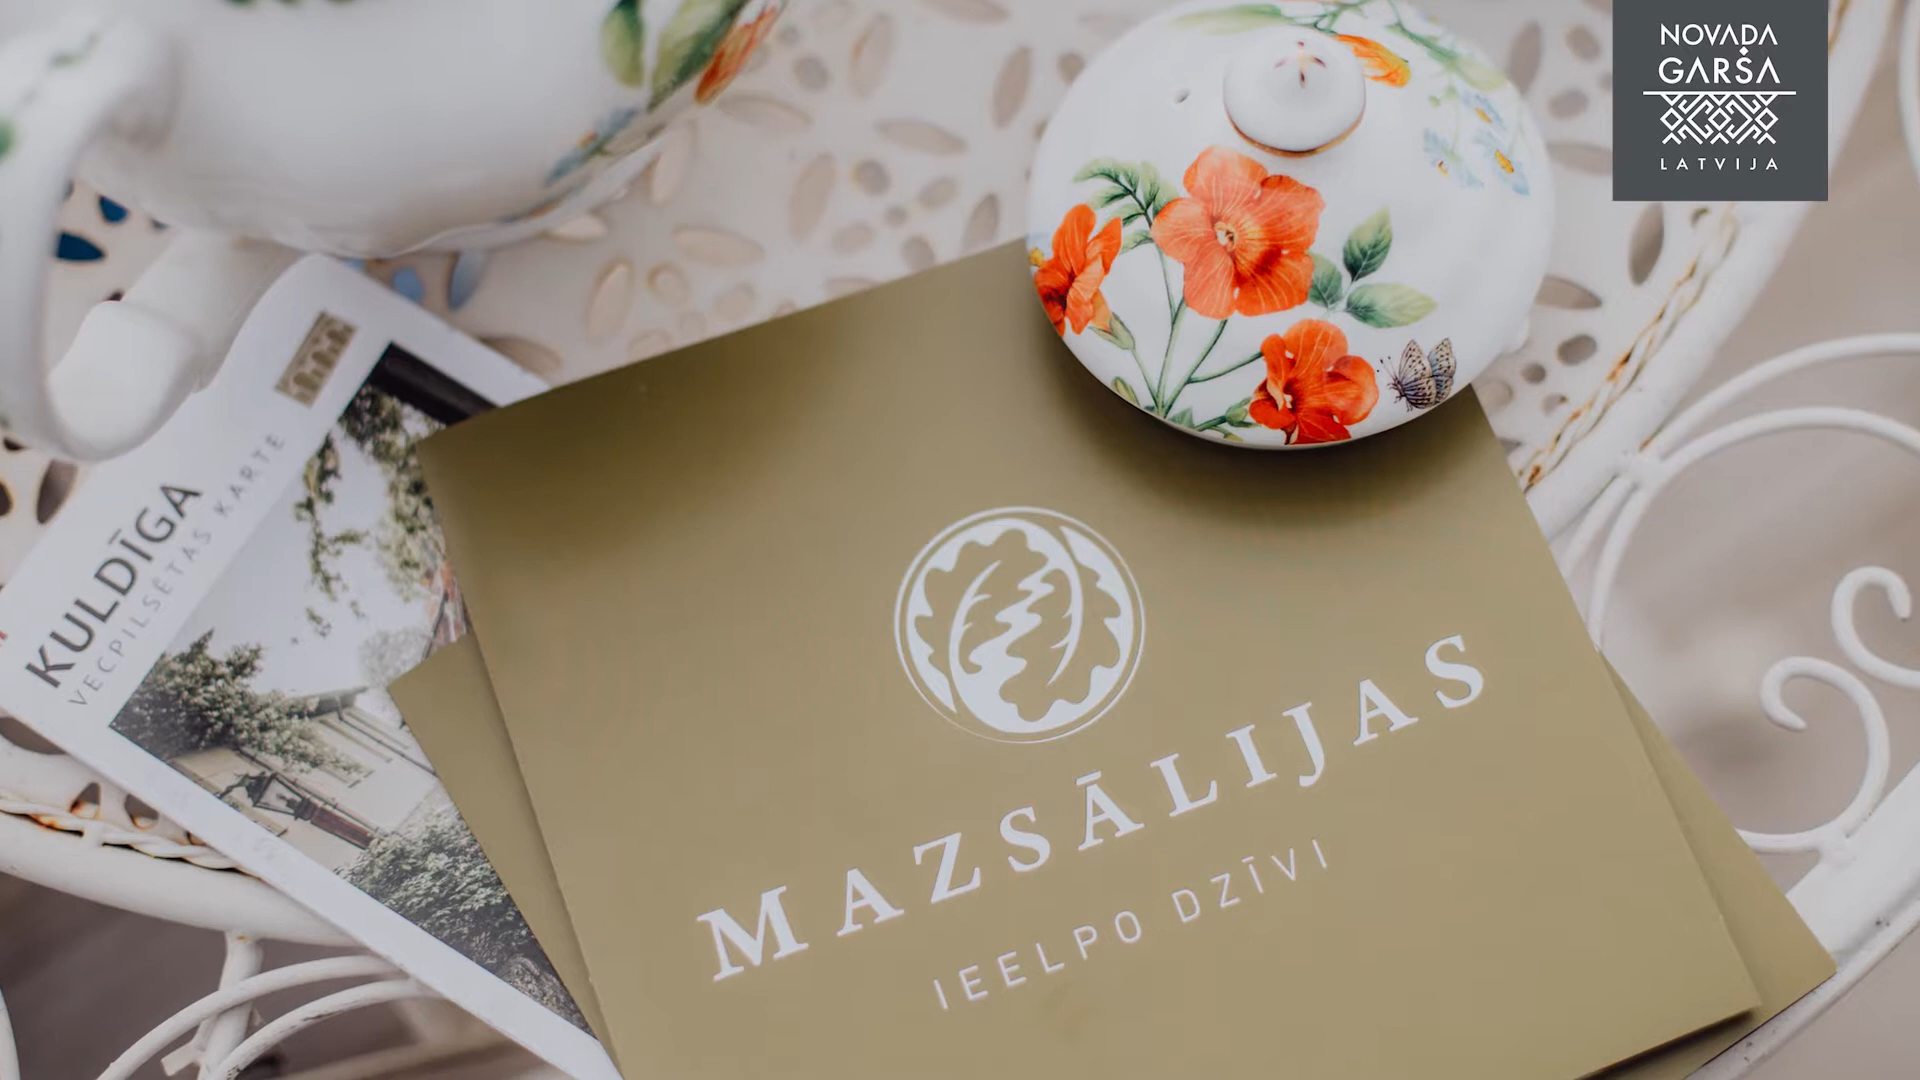 NOVADA
GARŠA
LATVIJA
KULDĪGA
VECPILSĒTAS KARTE
MAZSĀLIJAS
IEELPO DZĪVI